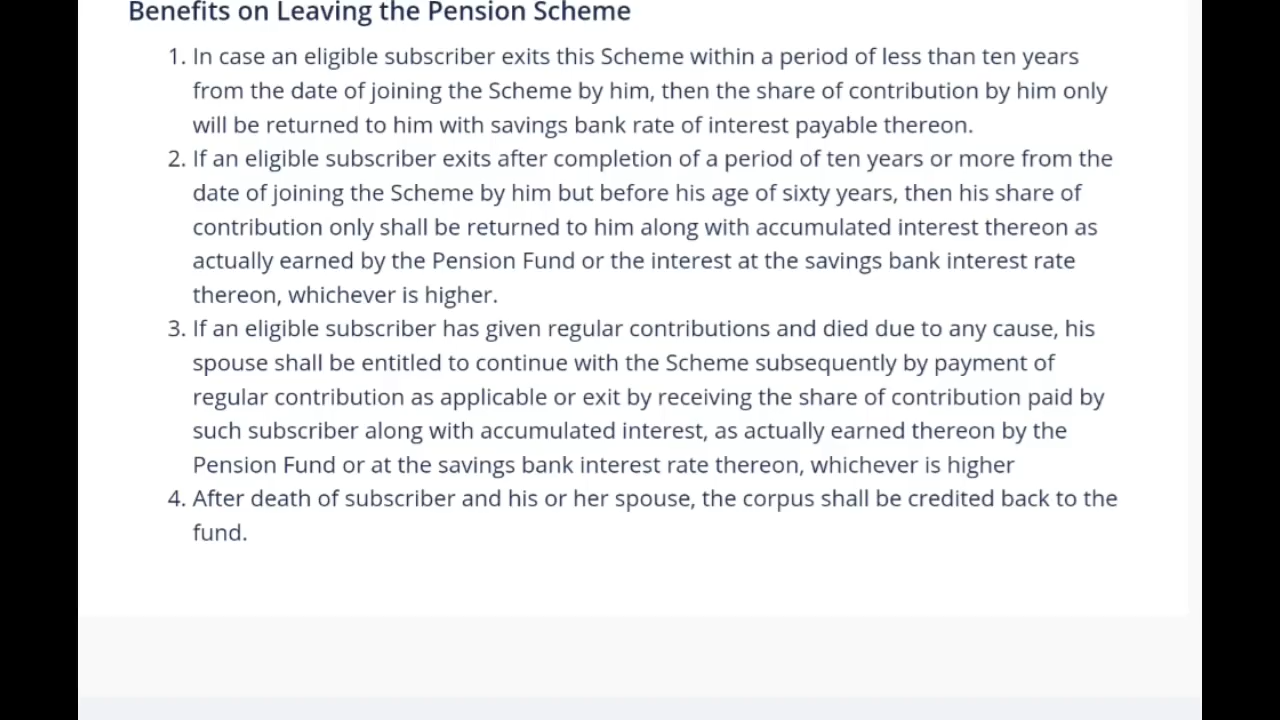 Benefits on Leaving the Pension Scheme
1. In case an eligible subscriber exits this Scheme within a period of less than ten years
from the date of joining the Scheme by him, then the share of contribution by him only
will be returned to him with savings bank rate of interest payable thereon.
2. If an eligible subscriber exits after completion of a period of ten years or more from the
date of joining the Scheme by him but before his age of sixty years, then his share of
contribution only shall be returned to him along with accumulated interest thereon as
actually earned by the Pension Fund or the interest at the savings bank interest rate
thereon, whichever is higher.
3. If an eligible subscriber has given regular contributions and died due to any cause, his
spouse shall be entitled to continue with the Scheme subsequently by payment of
regular contribution as applicable or exit by receiving the share of contribution paid by
such subscriber along with accumulated interest, as actually earned thereon by the
Pension Fund or at the savings bank interest rate thereon, whichever is higher
4. After death of subscriber and his or her spouse, the corpus shall be credited back to the
fund.